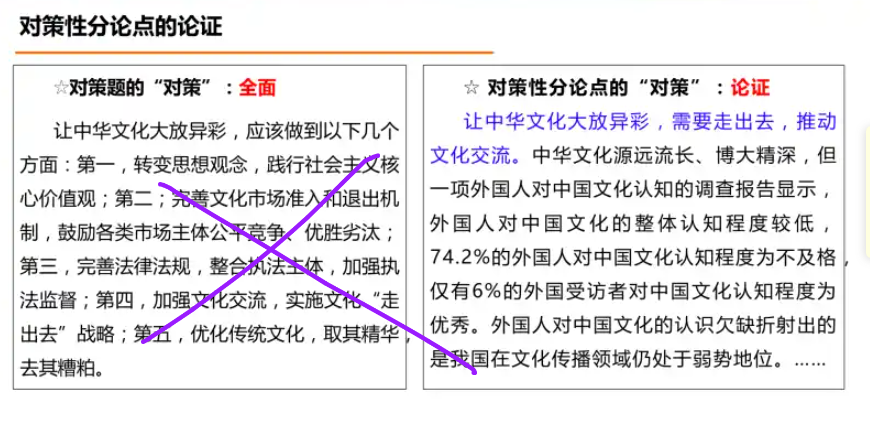 对策性分论点的论证
☆对策题的“对策”：全面
让中华文化大放异彩，应该做到以下几个
方面：第一，转变思想观念，践行社会主义核
心价值观；第二；完善文化市场准入和退出机
制，鼓励各类市场主体公平竞争、优胜劣汰；
第三，完善法律法规，整合执法主体，加强执
法监督；第四，加强文化交流，实施文化“走
出去”战略；第五，优化传统文化，取其精华，
去其糟粕。
☆ 对策性分论点的“对策”：论证
让中华文化大放异彩，需要走出去，推动
文化交流。中华文化源远流长、博大精深，但
一项外国人对中国文化认知的调查报告显示，
外国人对中国文化的整体认知程度较低，
74.2%的外国人对中国文化认知程度为不及格，
仅有6%的外国受访者对中国文化认知程度为
优秀。外国人对中国文化的认识欠缺折射出的
是我国在文化传播领域仍处于弱势地位。……